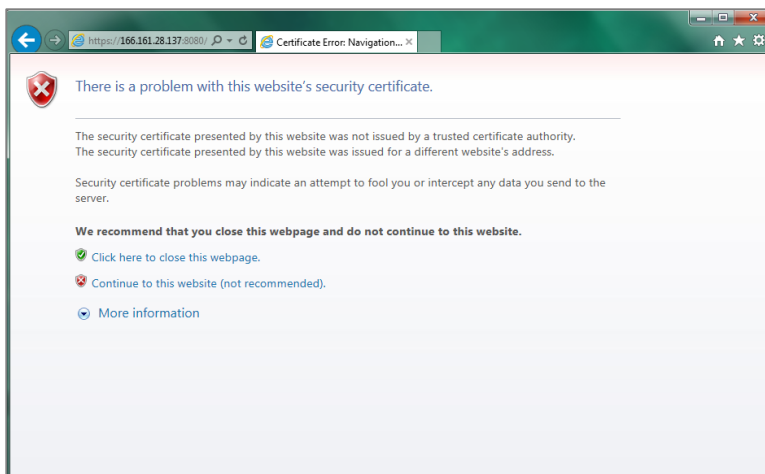 https://166.161.28.137:8080/
Certificate Error: Navigation...
There is a problem with this website's security certificate.
The security certificate presented by this website was not issued by a trusted certificate authority.
The security certificate presented by this website was issued for a different website's address.
Security certificate problems may indicate an attempt to fool you or intercept any data you send to the
server.
We recommend that you close this webpage and do not continue to this website.
Click here to close this webpage.
Continue to this website (not recommended).
More information